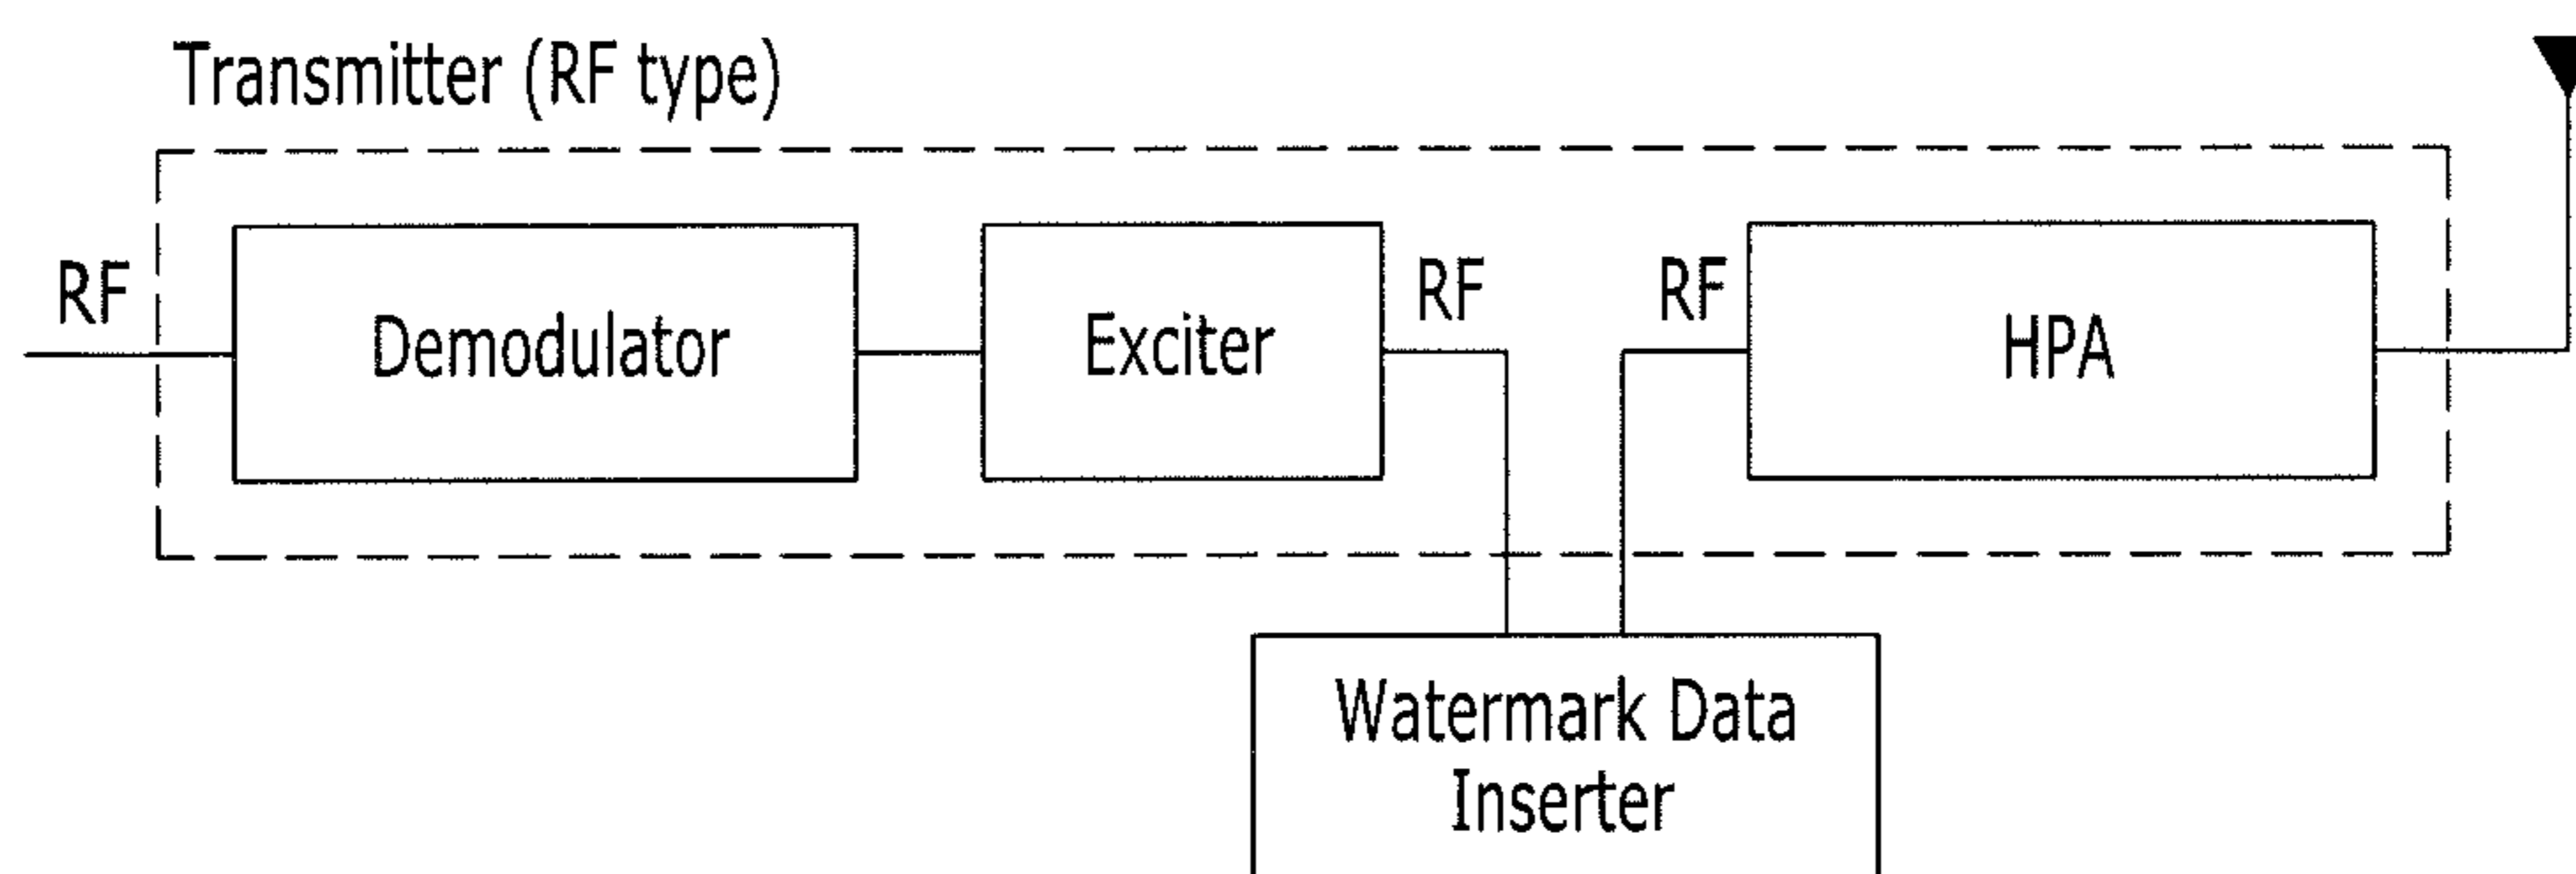 Transmitter (RF type)
RF
Demodulator
Exciter
RF
RF
HPA
Watermark Data
Inserter